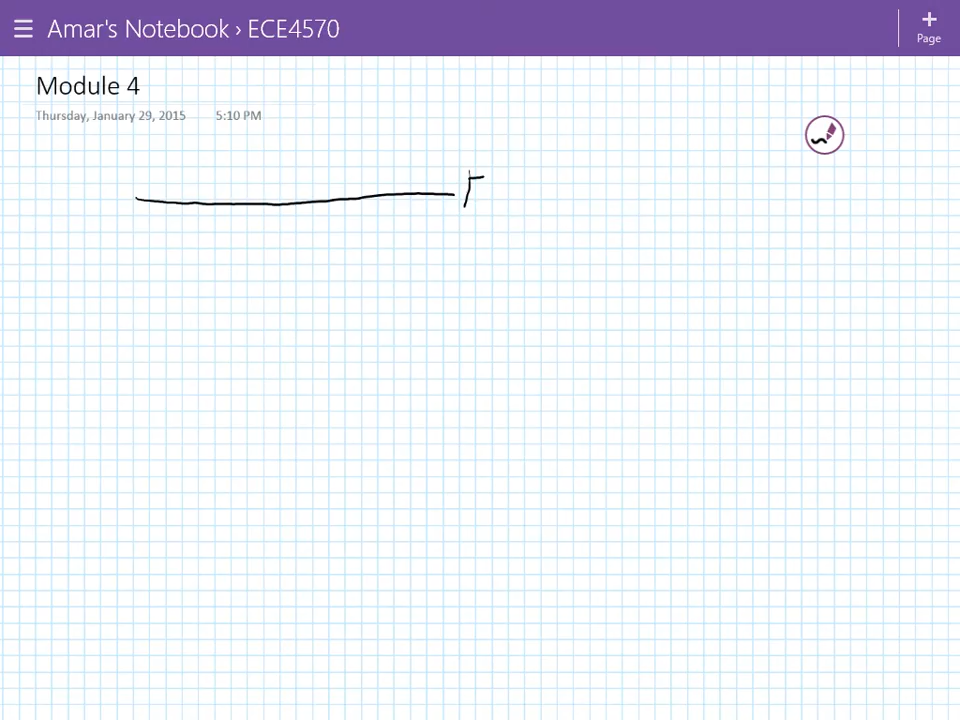 Amar's Notebook › ECE4570
Page
Module 4
Thursday, January 29, 2015 5:10 PM